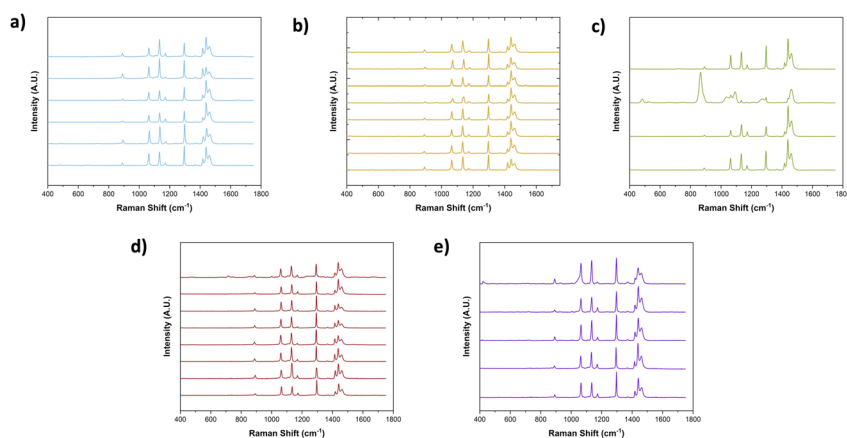 a)
Intensity (A.U.)
400 600 800 1000 1200 1400 1600 1800
Raman Shift (cm⁻¹)
b)
Intensity (A.U.)
400 600 800 1000 1200 1400 1600
Raman Shift (cm⁻¹)
c)
Intensity (A.U.)
400 600 800 1000 1200 1400 1600 180
Raman Shift (cm⁻¹)
d)
Intensity (A.U.)
400 600 800 1000 1200 1400 1600 1800
Raman Shift (cm⁻¹)
e)
Intensity (A.U.)
400 600 800 1000 1200 1400 1600 1800
Raman Shift (cm⁻¹)